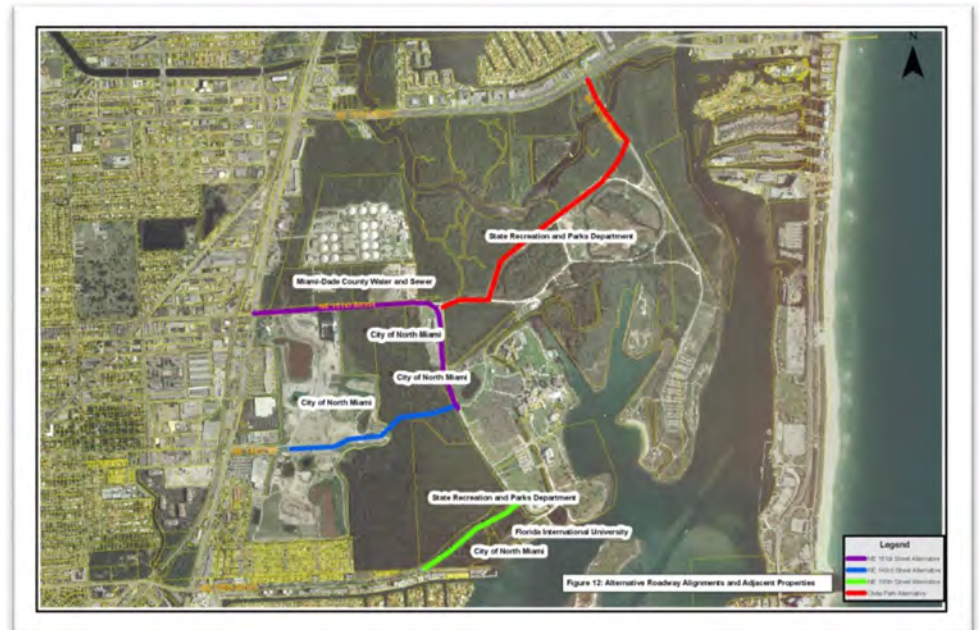 N
State Recreation and Parks Department
Miami-Dade County Water and Sewer
NE 151st Street
City of North Miami
City of North Miami
City of North Miami
State Recreation and Parks Department
Florida International University
City of North Miami
Figure 12: Alternative Roadway Alignments and Adjacent Properties
Legend
NE 151st Street Alternative
NE 143rd Street Alternative
Street Alternative
Park Alternative